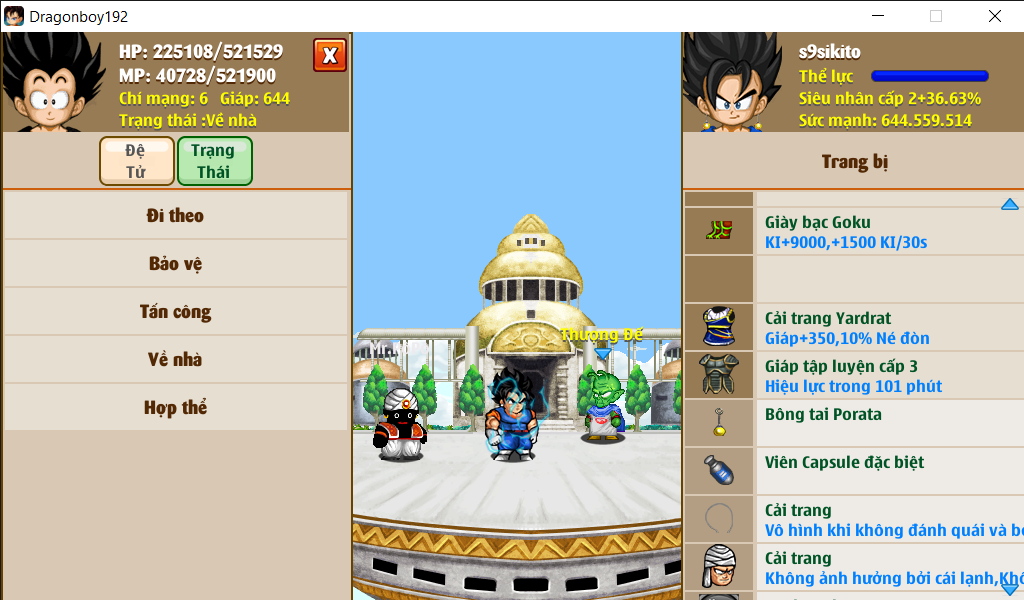 Dragonboy192
HP: 225108/521529
MP: 40728/521900
Chí mạng: 6 Giáp: 644
Trạng thái :Về nhà
X
Đệ
Tử
Trạng
Thái
Đi theo
Bảo vệ
Tấn công
Về nhà
Hợp thể
Thượng Đế
s9sikito
Thể lực
Siêu nhân cấp 2+36.63%
Sức mạnh: 644.559.514
Trang bị
Giày bạc Goku
KI+9000,+1500 KI/30s
Cải trang Yardrat
Giáp+350,10% Né đòn
Giáp tập luyện cấp 3
Hiệu lực trong 101 phút
Bông tai Porata
Viên Capsule đặc biệt
Cải trang
Vô hình khi không đánh quái và
Cải trang
Không ảnh hưởng bởi cái lạnh,